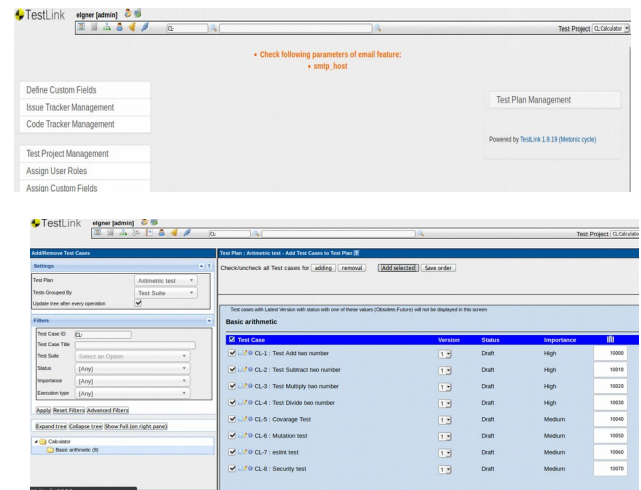 TestLink elgner [admin]
CL- Test Project CL:Calculator
• Check following parameters of email feature:
• smtp_host
Define Custom Fields
Issue Tracker Management
Code Tracker Management
Test Plan Management
Powered by TestLink 1.9.19 (Metonic cycle)
Test Project Management
Assign User Roles
Assign Custom Fields
TestLink elgner [admin]
CL- Test Project CL:Calculato
Add/Remove Test Cases
Settings
Test Plan Aritmetic test
Tests Grouped By Test Suite
Update tree after every operation
Filters
Test Case ID CL-
Test Case Title
Test Suite Select an Option
Status [Any]
Importance [Any]
Execution type [Any]
Apply Reset Filters Advanced Filters
Expand tree Collapse tree Show Full (on right pane)
Calculator
Basic arithmetic (8)
Test Plan : Aritmetic test - Add Test Cases to Test Plan
Check/uncheck all Test cases for adding removal Add selected Save order
Test cases with Latest Version with status with one of these values (Obsolete,Future) will not be displayed in this screen
Basic arithmetic
Test Case Version Status Importance
CL-1 : Test Add two number 1 Draft High 10000
CL-2 : Test Subtract two number 1 Draft High 10010
CL-3 : Test Multiply two number 1 Draft High 10020
CL-4 : Test Divide two number 1 Draft High 10030
CL-5 : Covarage Test 1 Draft Medium 10040
CL-6 : Mutation test 1 Draft Medium 10050
CL-7 : eslint test 1 Draft Medium 10060
CL-8 : Security test 1 Draft Medium 10070